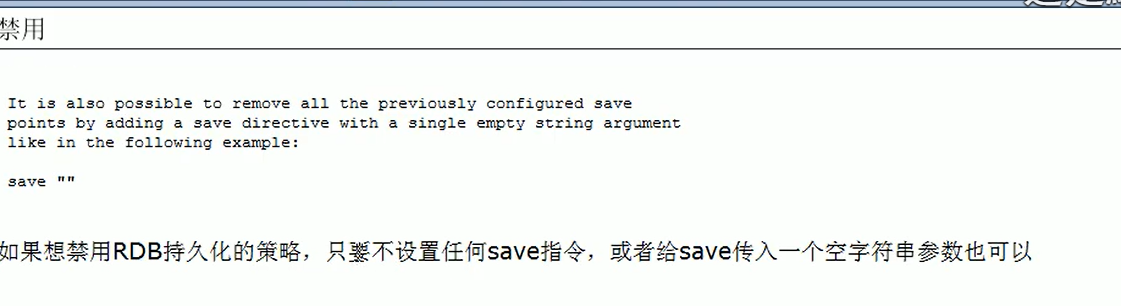 禁用
It is also possible to remove all the previously configured save
points by adding a save directive with a single empty string argument
like in the following example:
save ""
如果想禁用RDB持久化的策略，只要不设置任何save指令，或者给save传入一个空字符串参数也可以